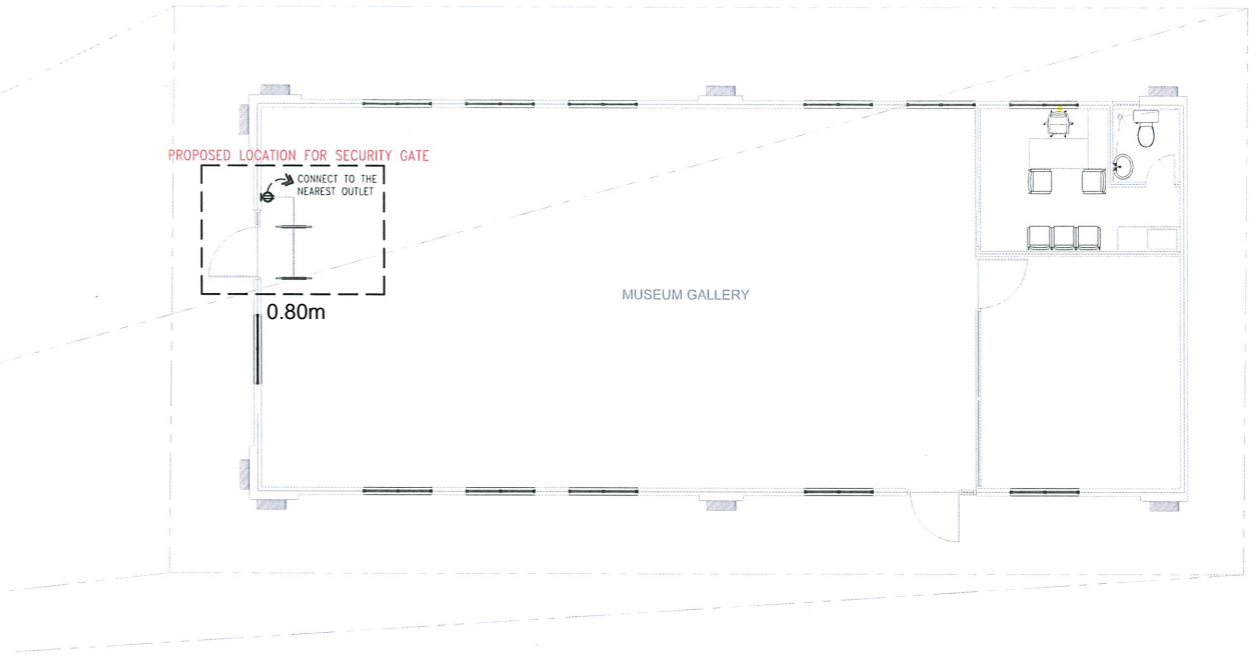 PROPOSED LOCATION FOR SECURITY GATE
CONNECT TO THE
NEAREST OUTLET
0.80m
MUSEUM GALLERY